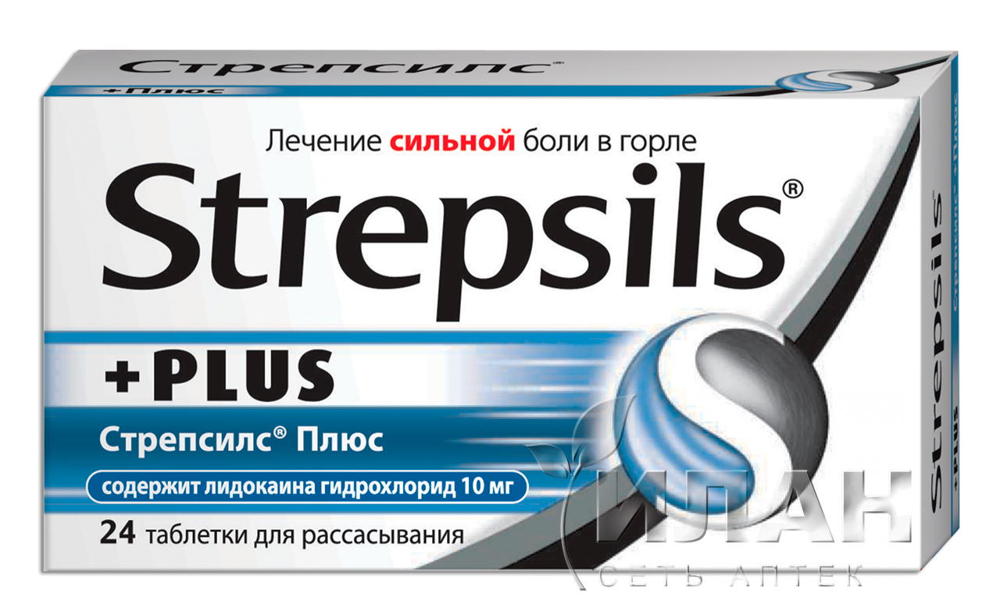 Стрепсилс®
+Плюс
Лечение сильной боли в горле
Strepsils®
+PLUS
Стрепсилс® Плюс
содержит лидокаина гидрохлорид 10 мг
24 таблетки для рассасывания
Strepsils
+PLUS
Стрепсилс +Плюс
ИЛАН
СЕТЬ АПТЕК